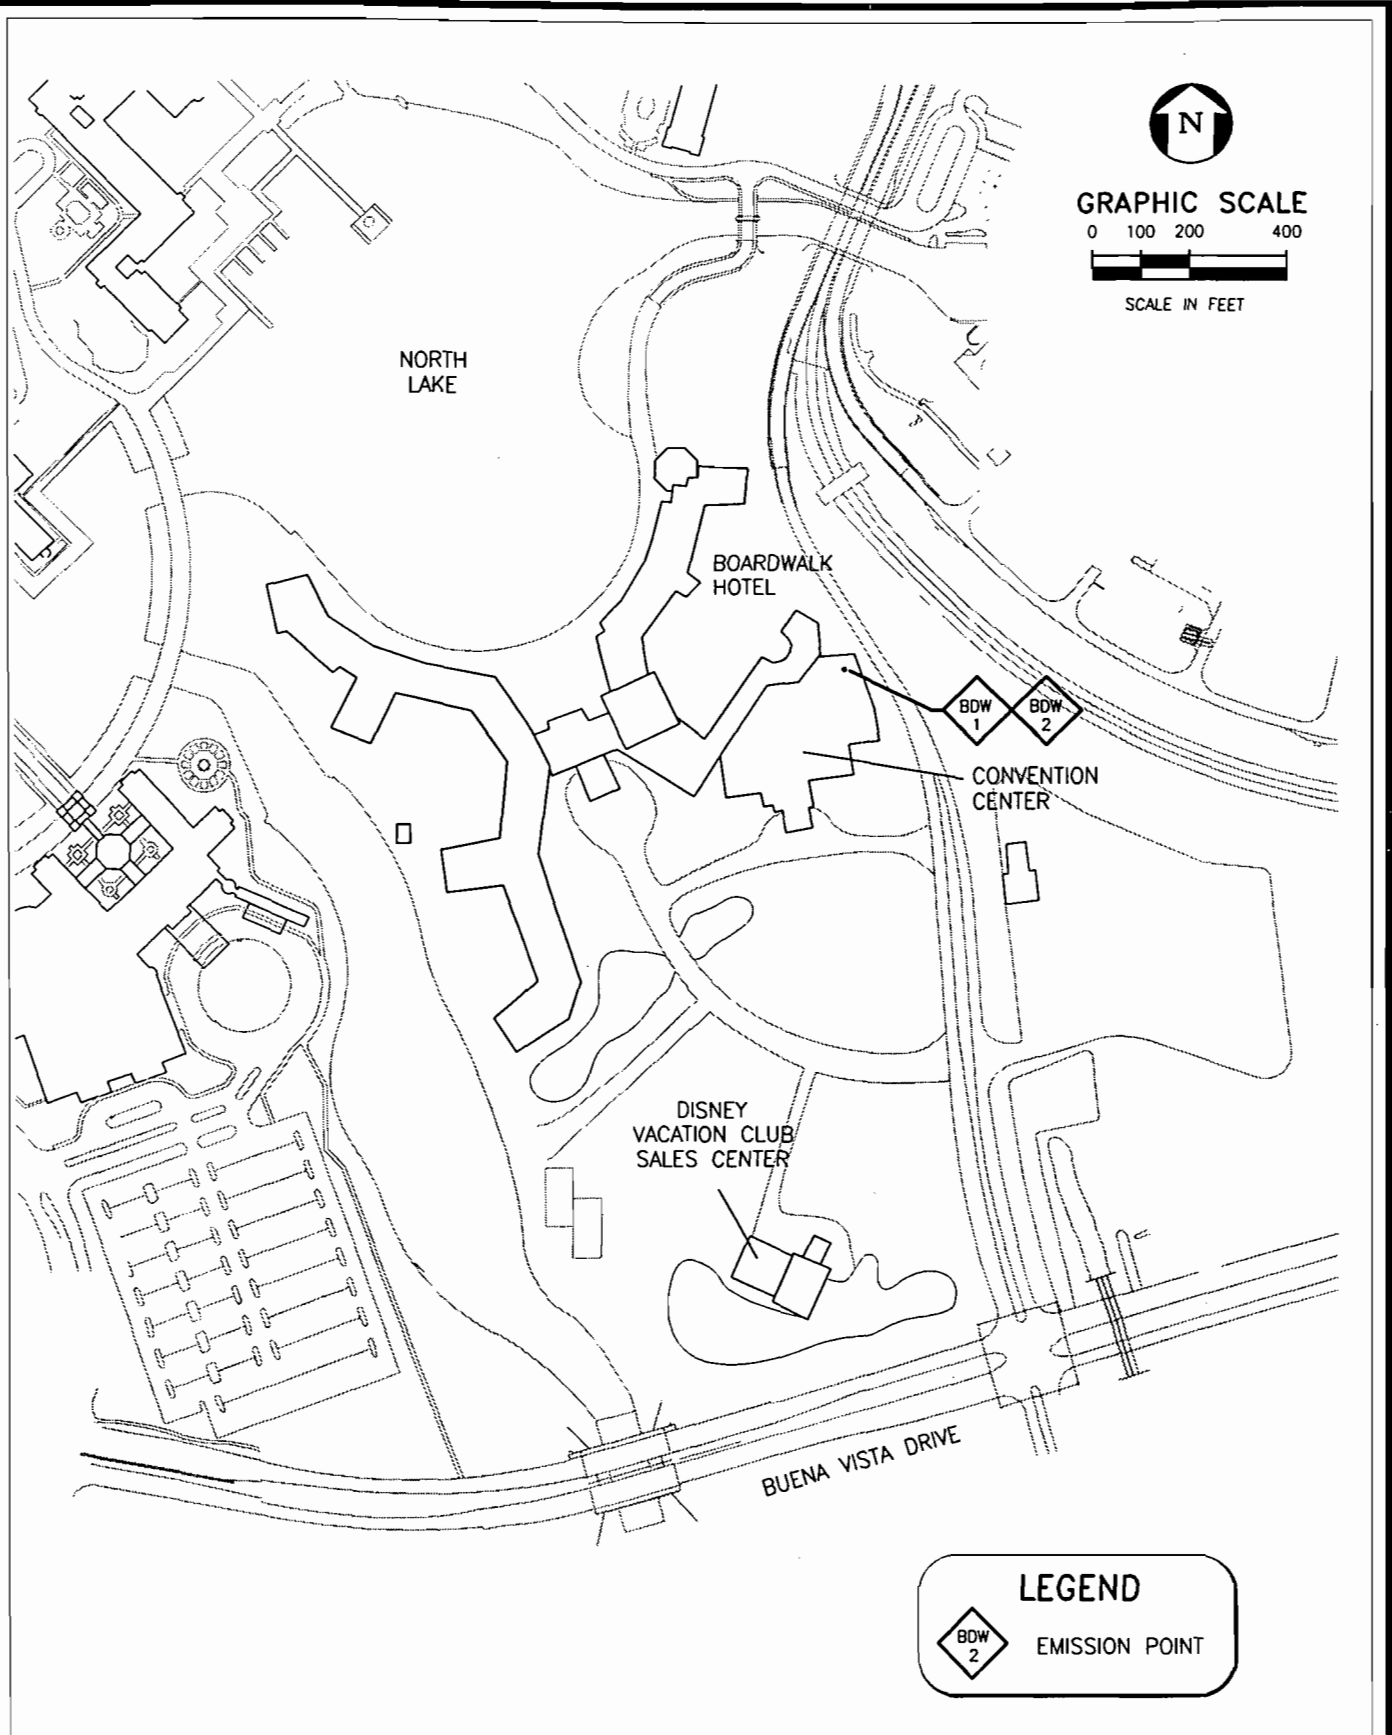 N
GRAPHIC SCALE
0 100 200 400
SCALE IN FEET
NORTH
LAKE
BOARDWALK
HOTEL
BDW
1
BDW
2
CONVENTION
CENTER
DISNEY
VACATION CLUB
SALES CENTER
BUENA VISTA DRIVE
LEGEND
BDW
2
EMISSION POINT